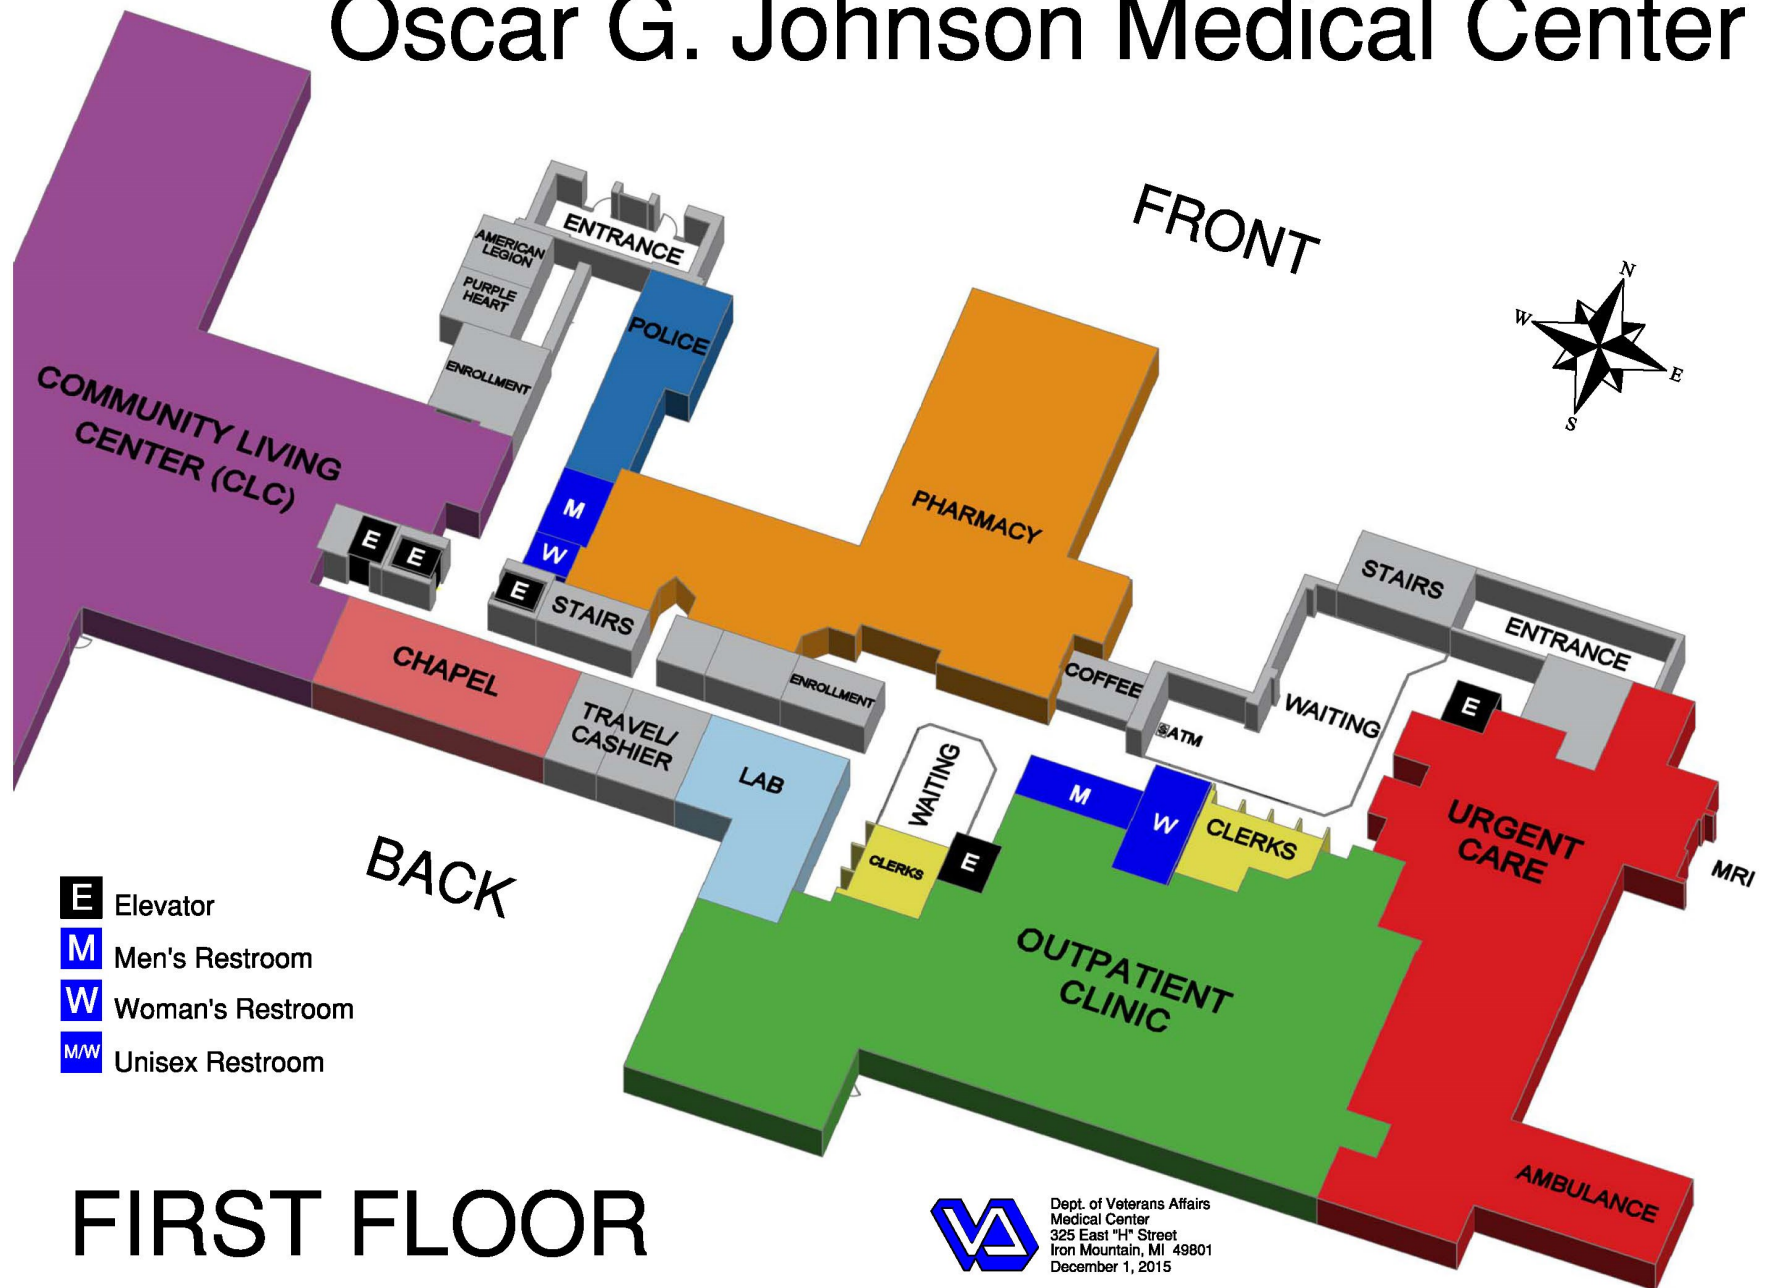 Oscar G. Johnson Medical Center
FRONT
N
W
E
S
ENTRANCE
AMERICAN
LEGION
PURPLE
HEART
POLICE
ENROLLMENT
COMMUNITY LIVING
CENTER (CLC)
M
W
E
E
E
STAIRS
PHARMACY
STAIRS
ENTRANCE
CHAPEL
TRAVEL/
CASHIER
ENROLLMENT
COFFEE
ATM
WAITING
E
LAB
WAITING
M
W
CLERKS
CLERKS
E
URGENT
CARE
MRI
BACK
OUTPATIENT
CLINIC
AMBULANCE
E Elevator
M Men's Restroom
W Woman's Restroom
M/W Unisex Restroom
FIRST FLOOR
VA
Dept. of Veterans Affairs
Medical Center
325 East "H" Street
Iron Mountain, MI 49801
December 1, 2015